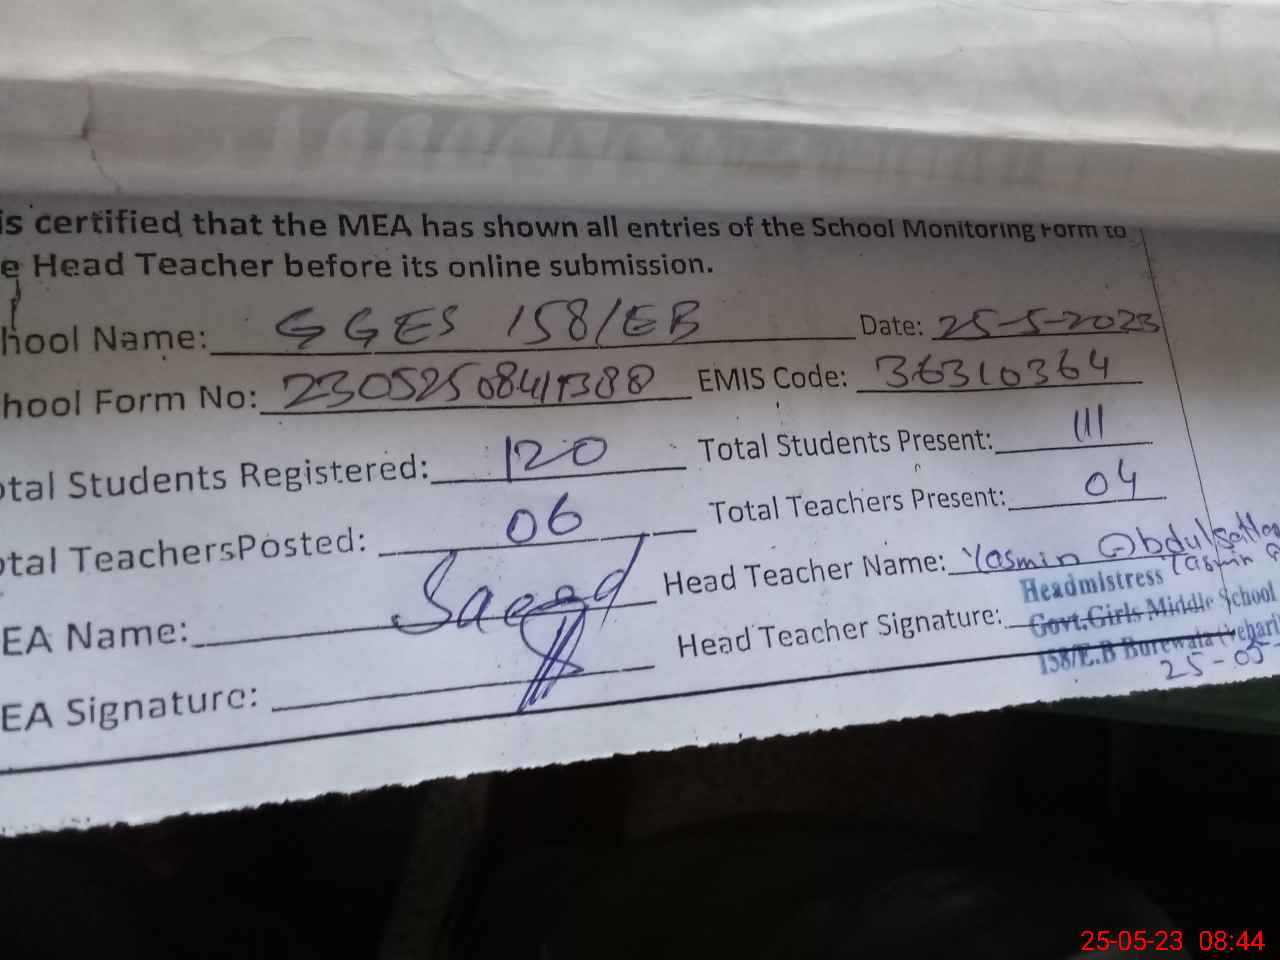 is certified that the MEA has shown all entries of the School Monitoring Form to
e Head Teacher before its online submission.
hool Name: GGES 158/EB Date: 25-5-2023
hool Form No: EMIS Code: 36310364
otal Students Registered: 120 Total Students Present: 111
otal TeachersPosted: 06 Total Teachers Present: 04
EA Name: Saeed Head Teacher Name: Yasmin Abdul
EA Signature: Head Teacher Signature: Yasmin
Headmistress
Govt.Girls Middle School
158/E.B Burewala (Vehari
25-05-
25-05-23 08:44